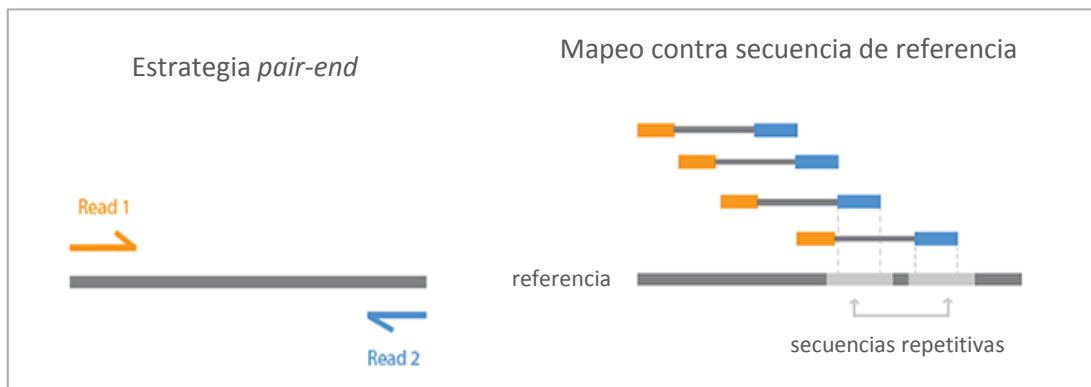 Estrategia pair-end
Mapeo contra secuencia de referencia
Read 1
Read 2
referencia
secuencias repetitivas